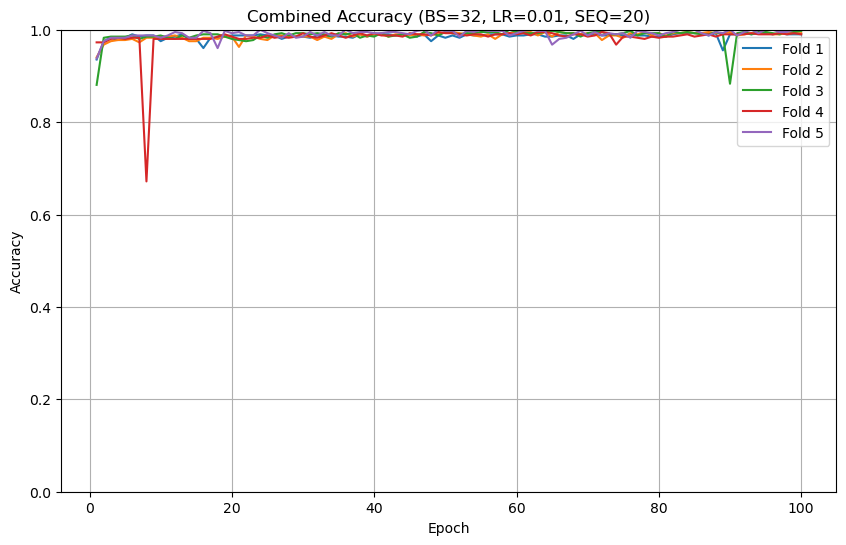 Combined Accuracy (BS=32, LR=0.01, SEQ=20)
1.0
0.8
0.6
0.4
0.2
0.0
Accuracy
Fold 1
Fold 2
Fold 3
Fold 4
Fold 5
0 20 40 60 80 100
Epoch